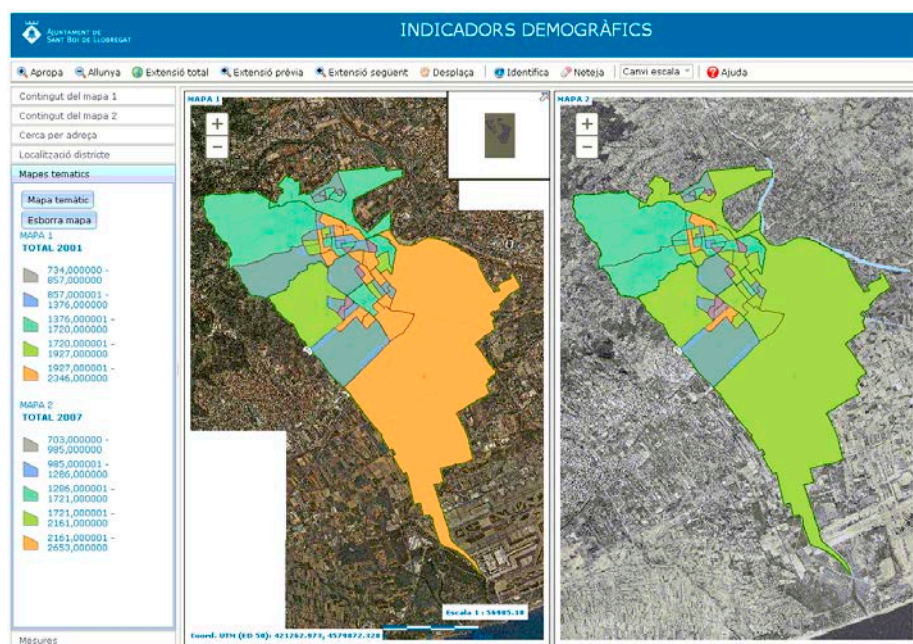 AJUNTAMENT DE
SANT BOI DE LLOBREGAT
INDICADORS DEMOGRÀFICS
Apropa Allunya Extensió total Extensió prèvia Extensió següent Desplaça Identifica Neteja Canvi escala Ajuda
Contingut del mapa 1
Contingut del mapa 2
Cerca per adreça
Localització districte
Mapes tematics
Mapa temàtic
Esborra mapa
MAPA 1
TOTAL 2001
734,000000 -
857,000000
857,000001 -
1376,000000
1376,000001 -
1720,000000
1720,000001 -
1927,000000
1927,000001 -
2346,000000
MAPA 2
TOTAL 2007
703,000000 -
985,000000
985,000001 -
1286,000000
1286,000001 -
1721,000000
1721,000001 -
2161,000000
2161,000001 -
2653,000000
Mesures
MAPA 1
+
−
Escala 1 : 56405.10
Coord. UTM (ED 50): 421262.973, 4579872.320
MAPA 2
+
−